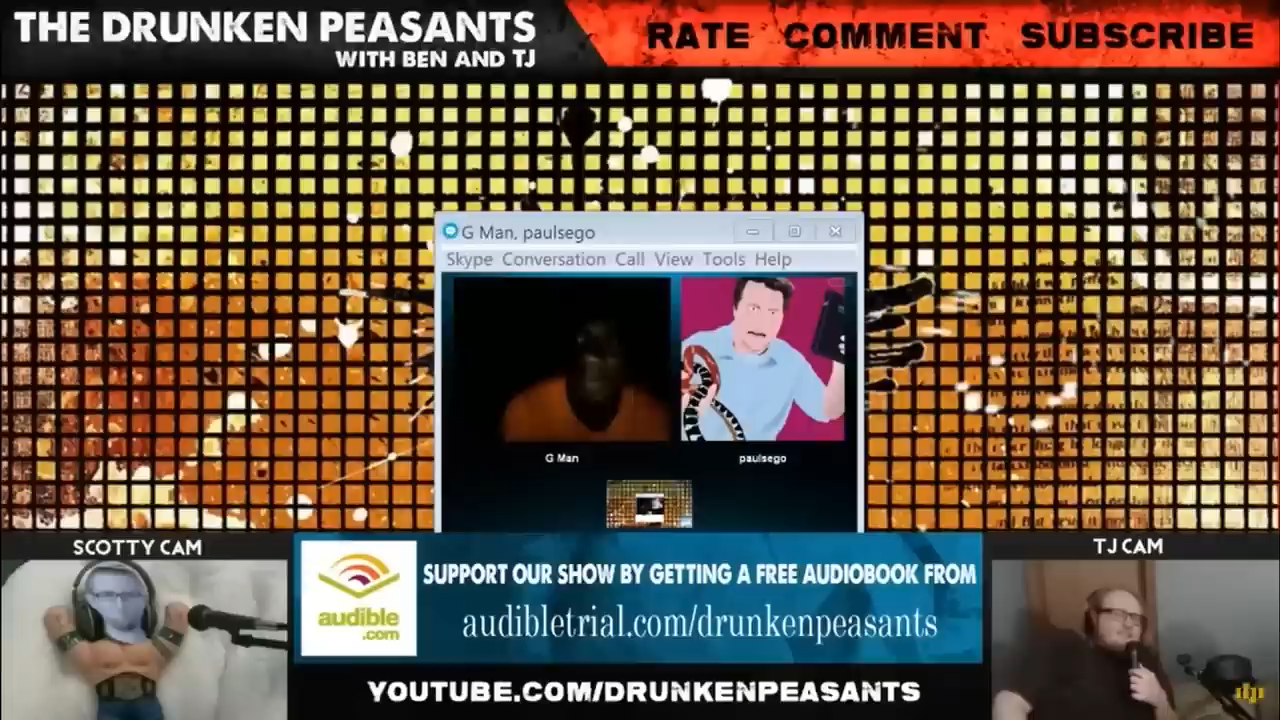 THE DRUNKEN PEASANTS
WITH BEN AND TJ
RATE COMMENT SUBSCRIBE
G Man, paulsego
Skype Conversation Call View Tools Help
G Man
paulsego
SCOTTY CAM
TJ CAM
audible
.com
SUPPORT OUR SHOW BY GETTING A FREE AUDIOBOOK FROM
audibletrial.com/drunkenpeasants
YOUTUBE.COM/DRUNKENPEASANTS
dp